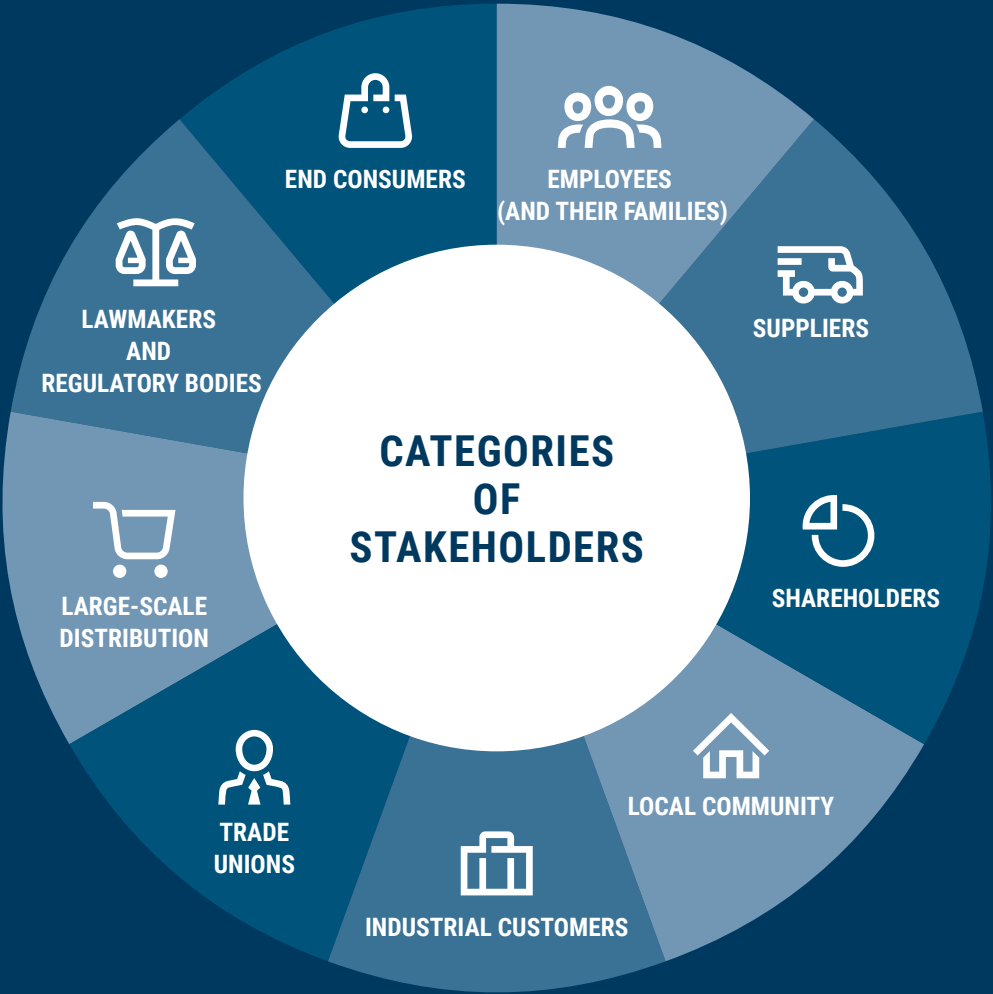 CATEGORIES
OF
STAKEHOLDERS
EMPLOYEES
(AND THEIR FAMILIES)
SUPPLIERS
SHAREHOLDERS
LOCAL COMMUNITY
INDUSTRIAL CUSTOMERS
TRADE
UNIONS
LARGE-SCALE
DISTRIBUTION
LAWMAKERS
AND
REGULATORY BODIES
END CONSUMERS